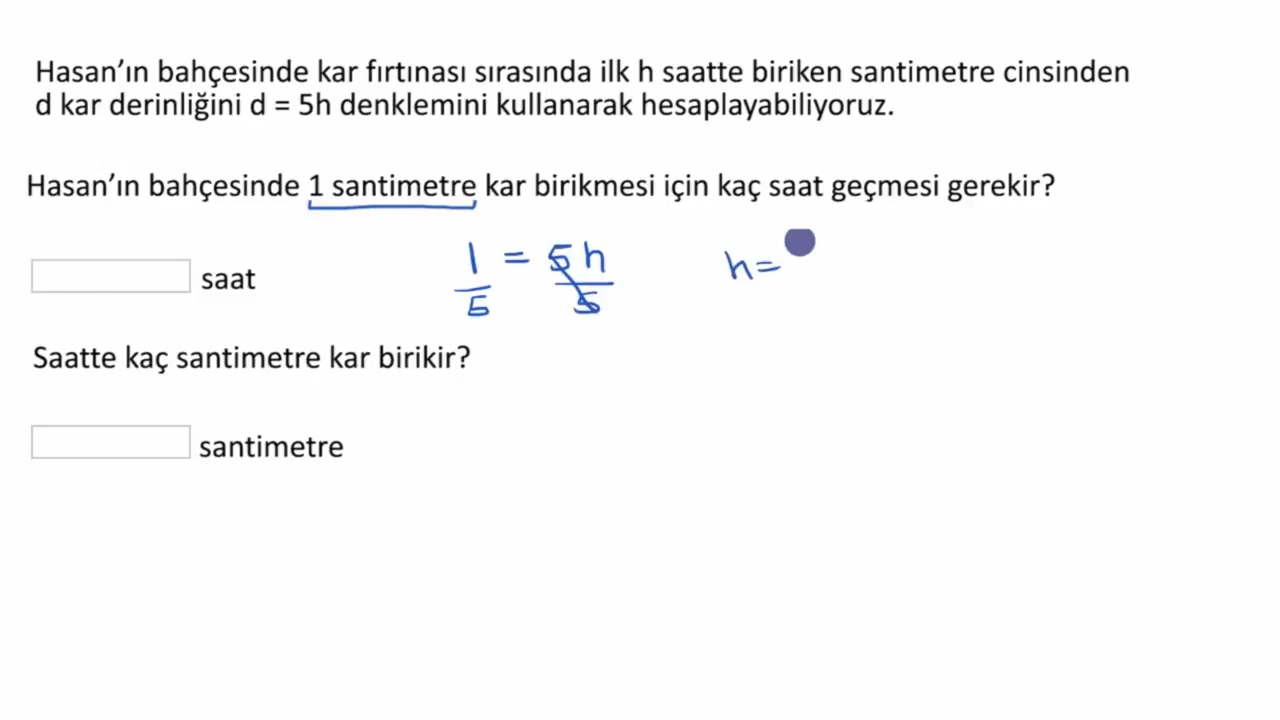 Hasan’ın bahçesinde kar fırtınası sırasında ilk h saatte biriken santimetre cinsinden
d kar derinliğini d = 5h denklemini kullanarak hesaplayabiliyoruz.
Hasan’ın bahçesinde 1 santimetre kar birikmesi için kaç saat geçmesi gerekir?
1 = 5h h=
5 5
saat
Saatte kaç santimetre kar birikir?
santimetre